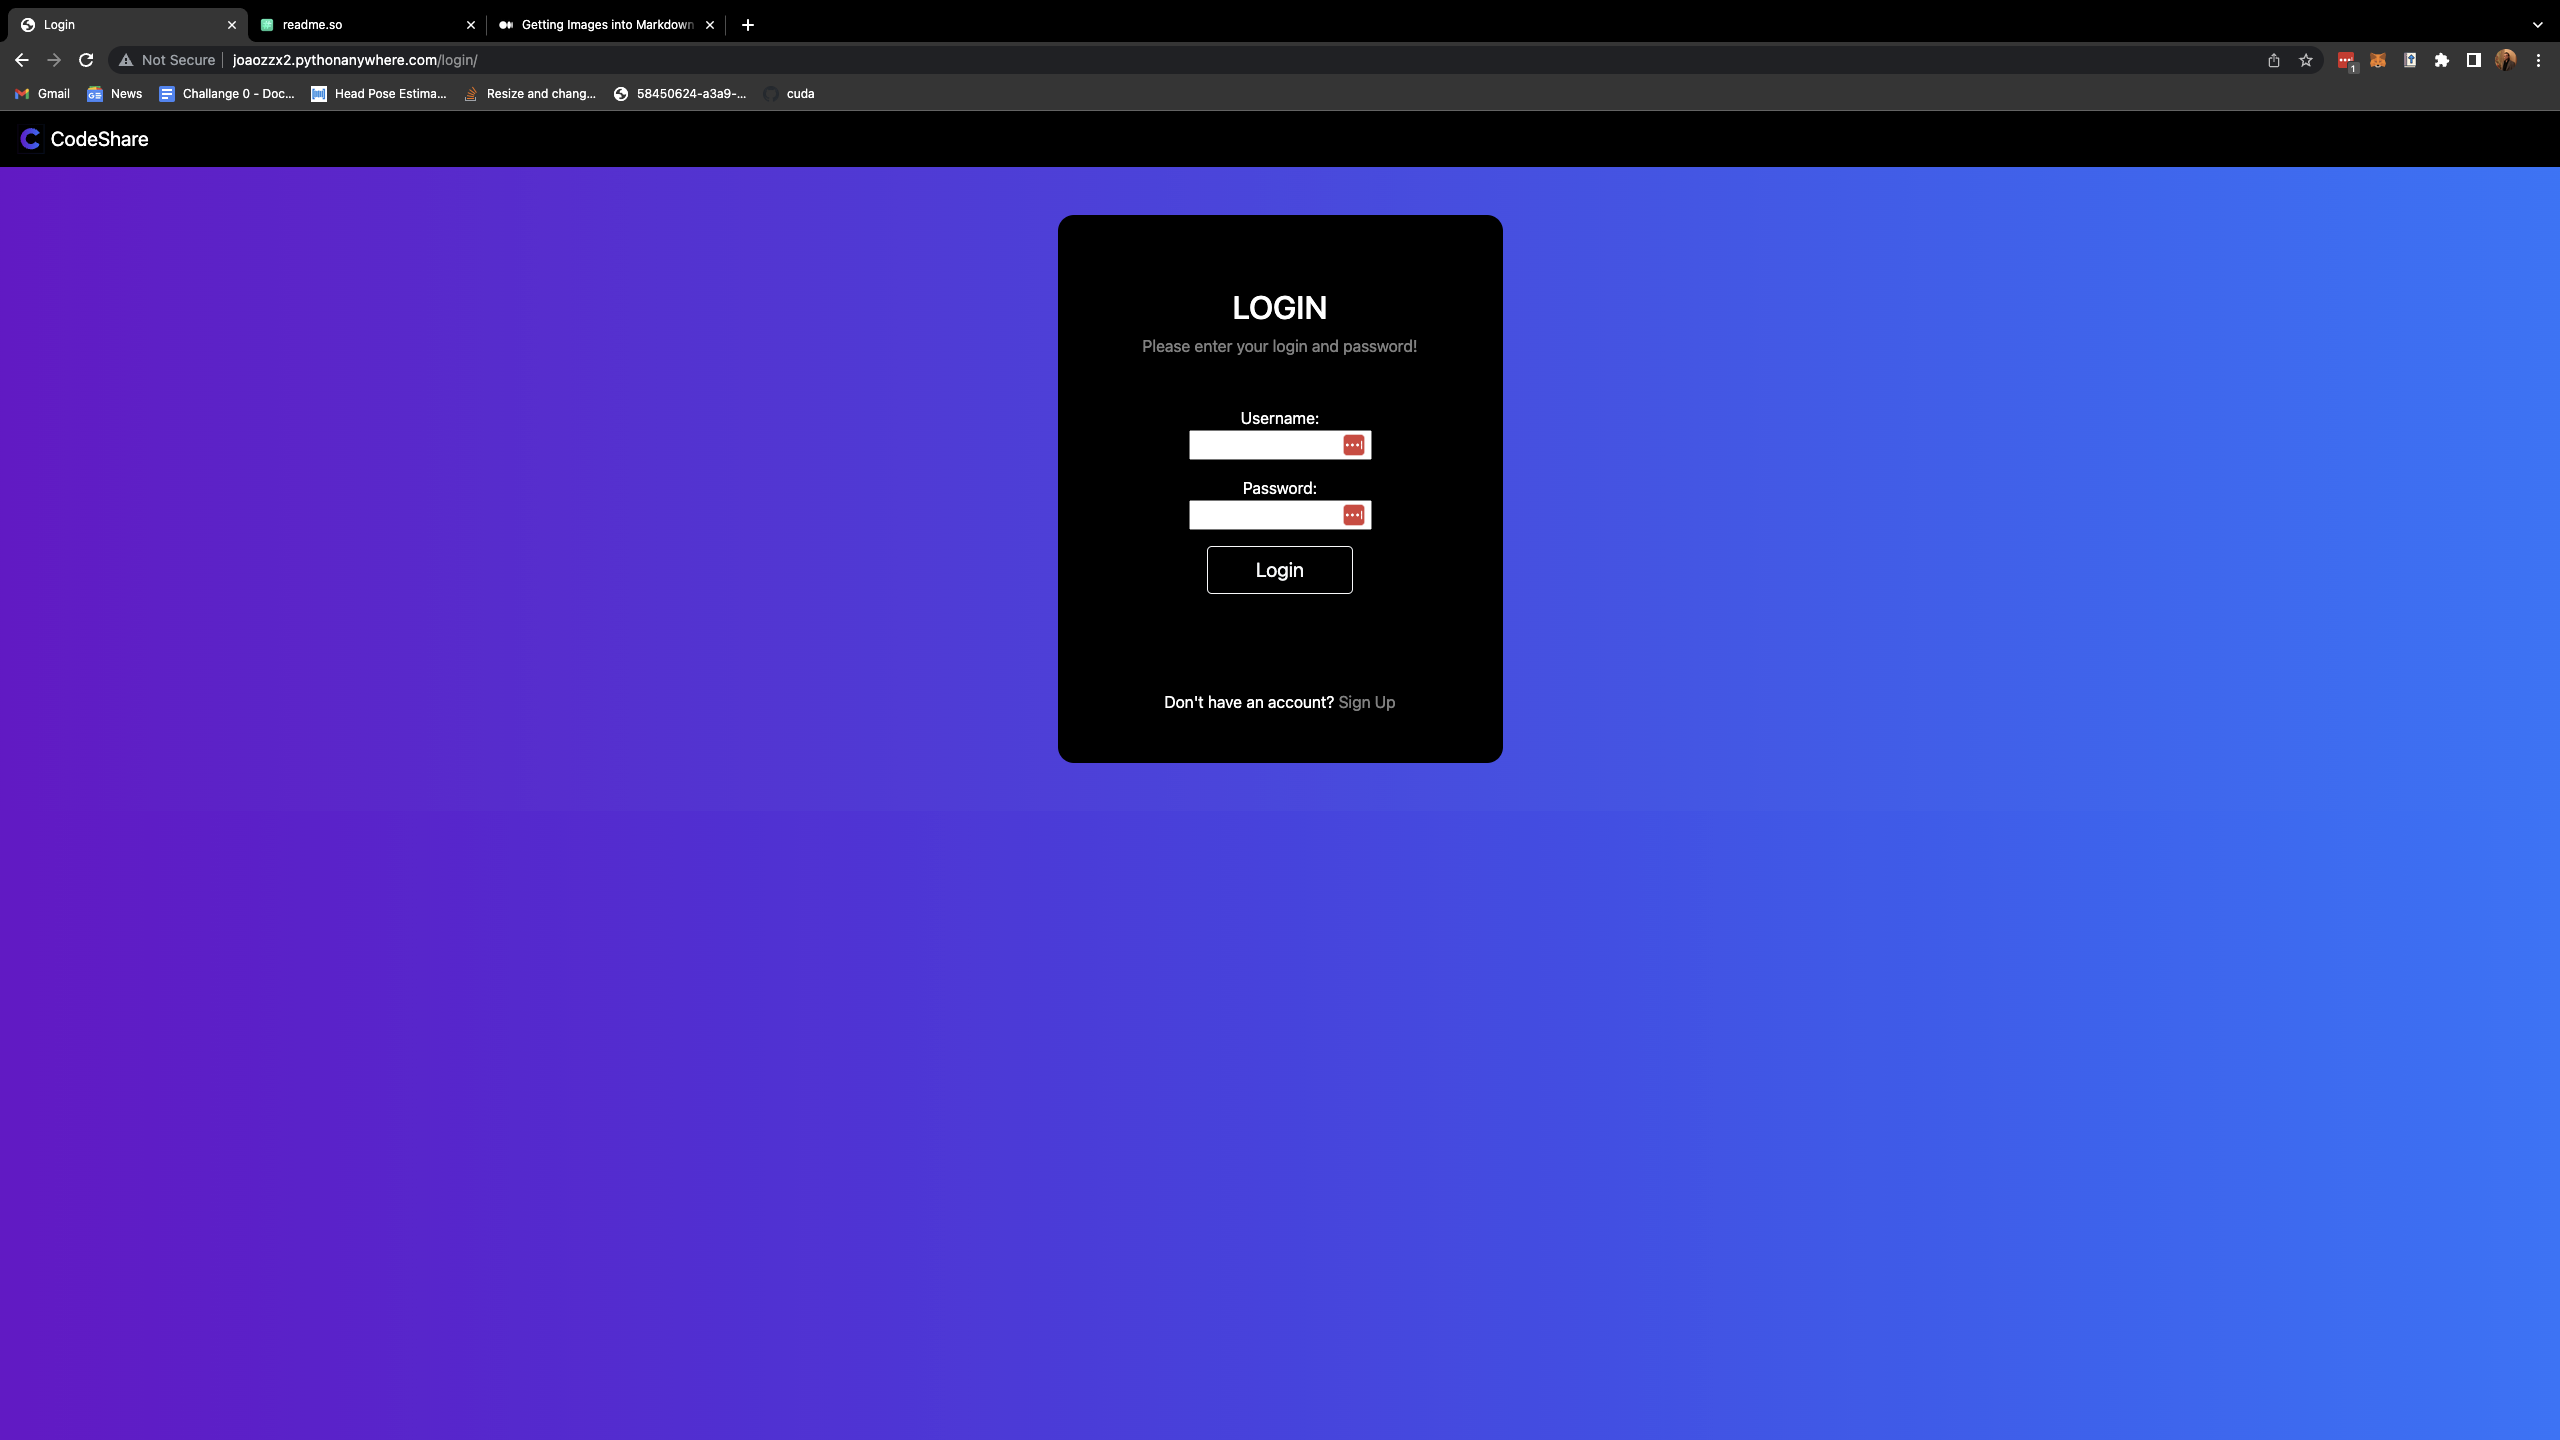 Login
readme.so
Getting Images into Markdown
Not Secure joaozzx2.pythonanywhere.com/login/
1
Gmail News Challange 0 - Doc... Head Pose Estima... Resize and chang... 58450624-a3a9-... cuda
CodeShare
LOGIN
Please enter your login and password!
Username:
Password:
Login
Don't have an account? Sign Up